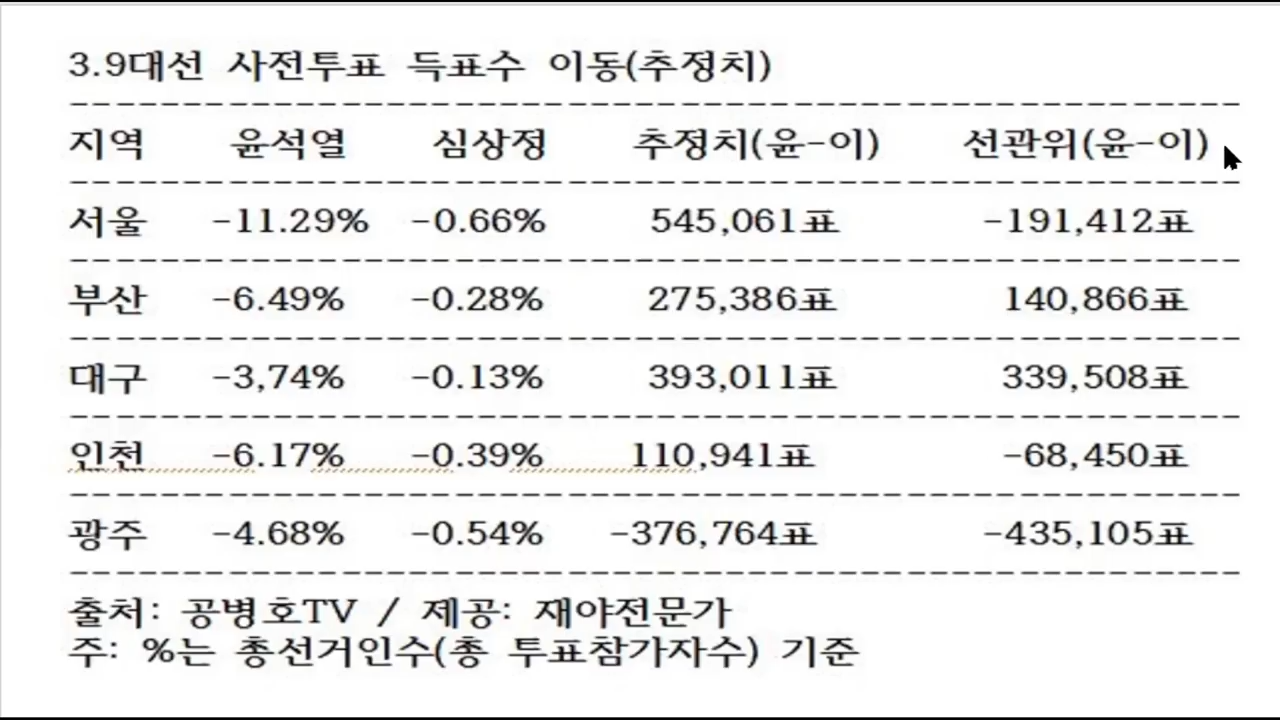 3.9대선 사전투표 득표수 이동(추정치)
지역 윤석열 심상정 추정치(윤-이) 선관위(윤-이)
서울 -11.29% -0.66% 545,061표 -191,412표
부산 -6.49% -0.28% 275,386표 140,866표
대구 -3,74% -0.13% 393,011표 339,508표
인천 -6.17% -0.39% 110,941표 -68,450표
광주 -4.68% -0.54% -376,764표 -435,105표
출처: 공병호TV / 제공: 재야전문가
주: %는 총선거인수(총 투표참가자수) 기준